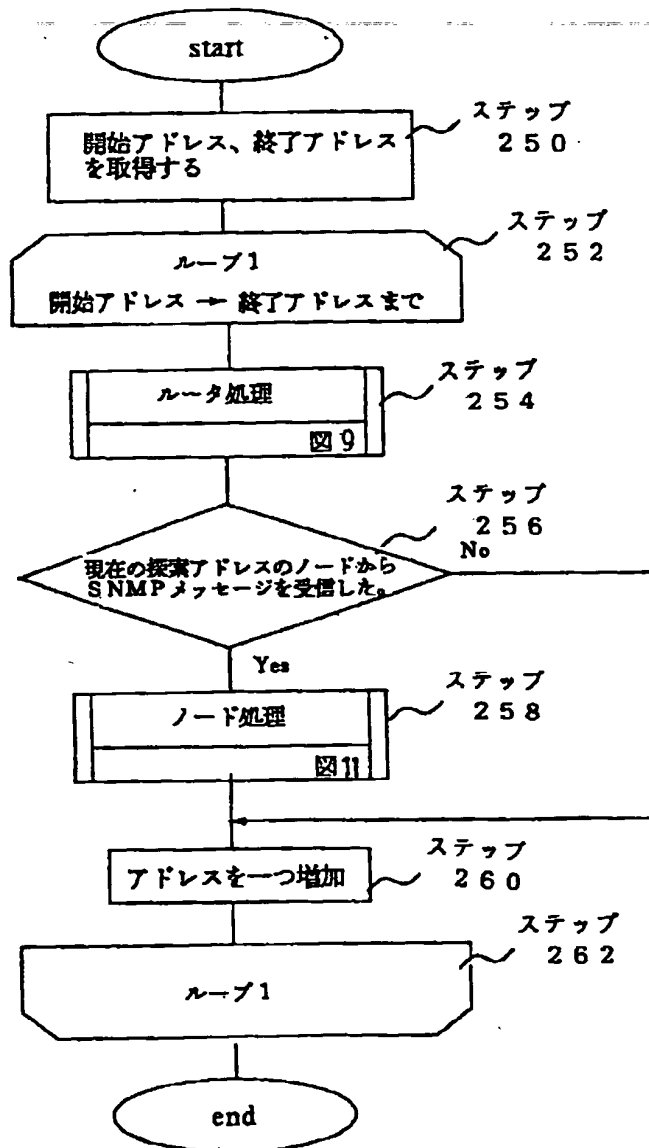 start
開始アドレス、終了アドレス
を取得する
ステップ
250
ループ1
開始アドレス → 終了アドレスまで
ステップ
252
ルータ処理
図9
ステップ
254
現在の探索アドレスのノードから
SNMPメッセージを受信した。
ステップ
256
No
Yes
ノード処理
図11
ステップ
258
アドレスを一つ増加
ステップ
260
ループ1
ステップ
262
end